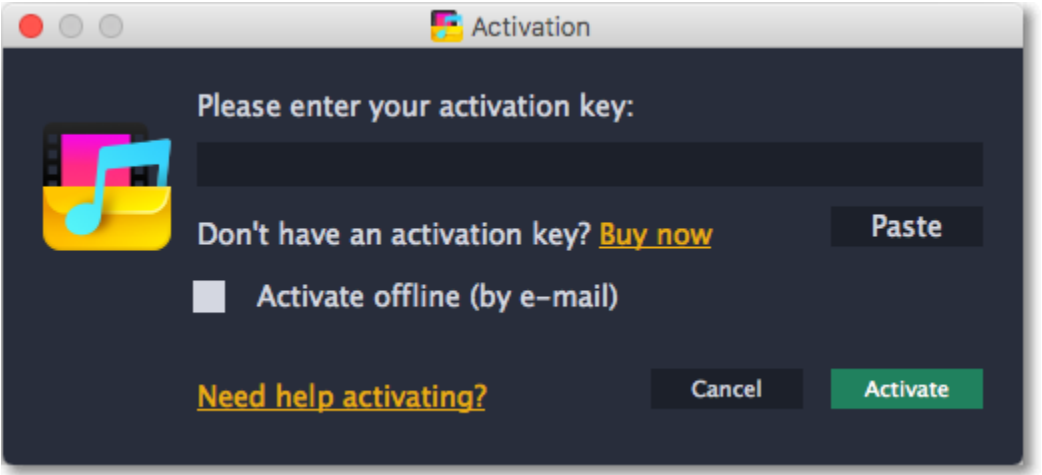 Activation
Please enter your activation key:
Don't have an activation key? Buy now
Paste
Activate offline (by e-mail)
Need help activating?
Cancel
Activate